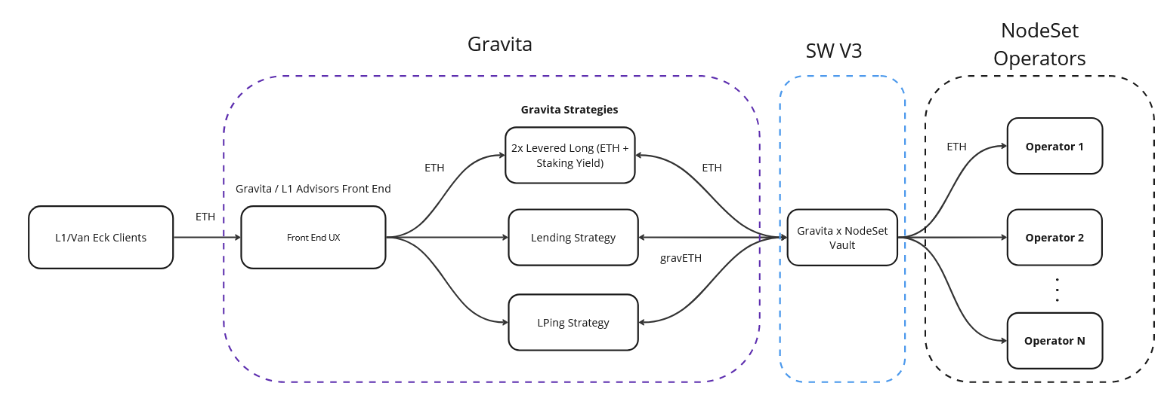 Gravita
SW V3
NodeSet
Operators
Gravita Strategies
2x Levered Long (ETH +
Staking Yield)
ETH
ETH
ETH
Operator 1
Gravita / L1 Advisors Front End
L1/Van Eck Clients
ETH
Front End UX
Lending Strategy
gravETH
Gravita x NodeSet
Vault
Operator 2
LPing Strategy
Operator N